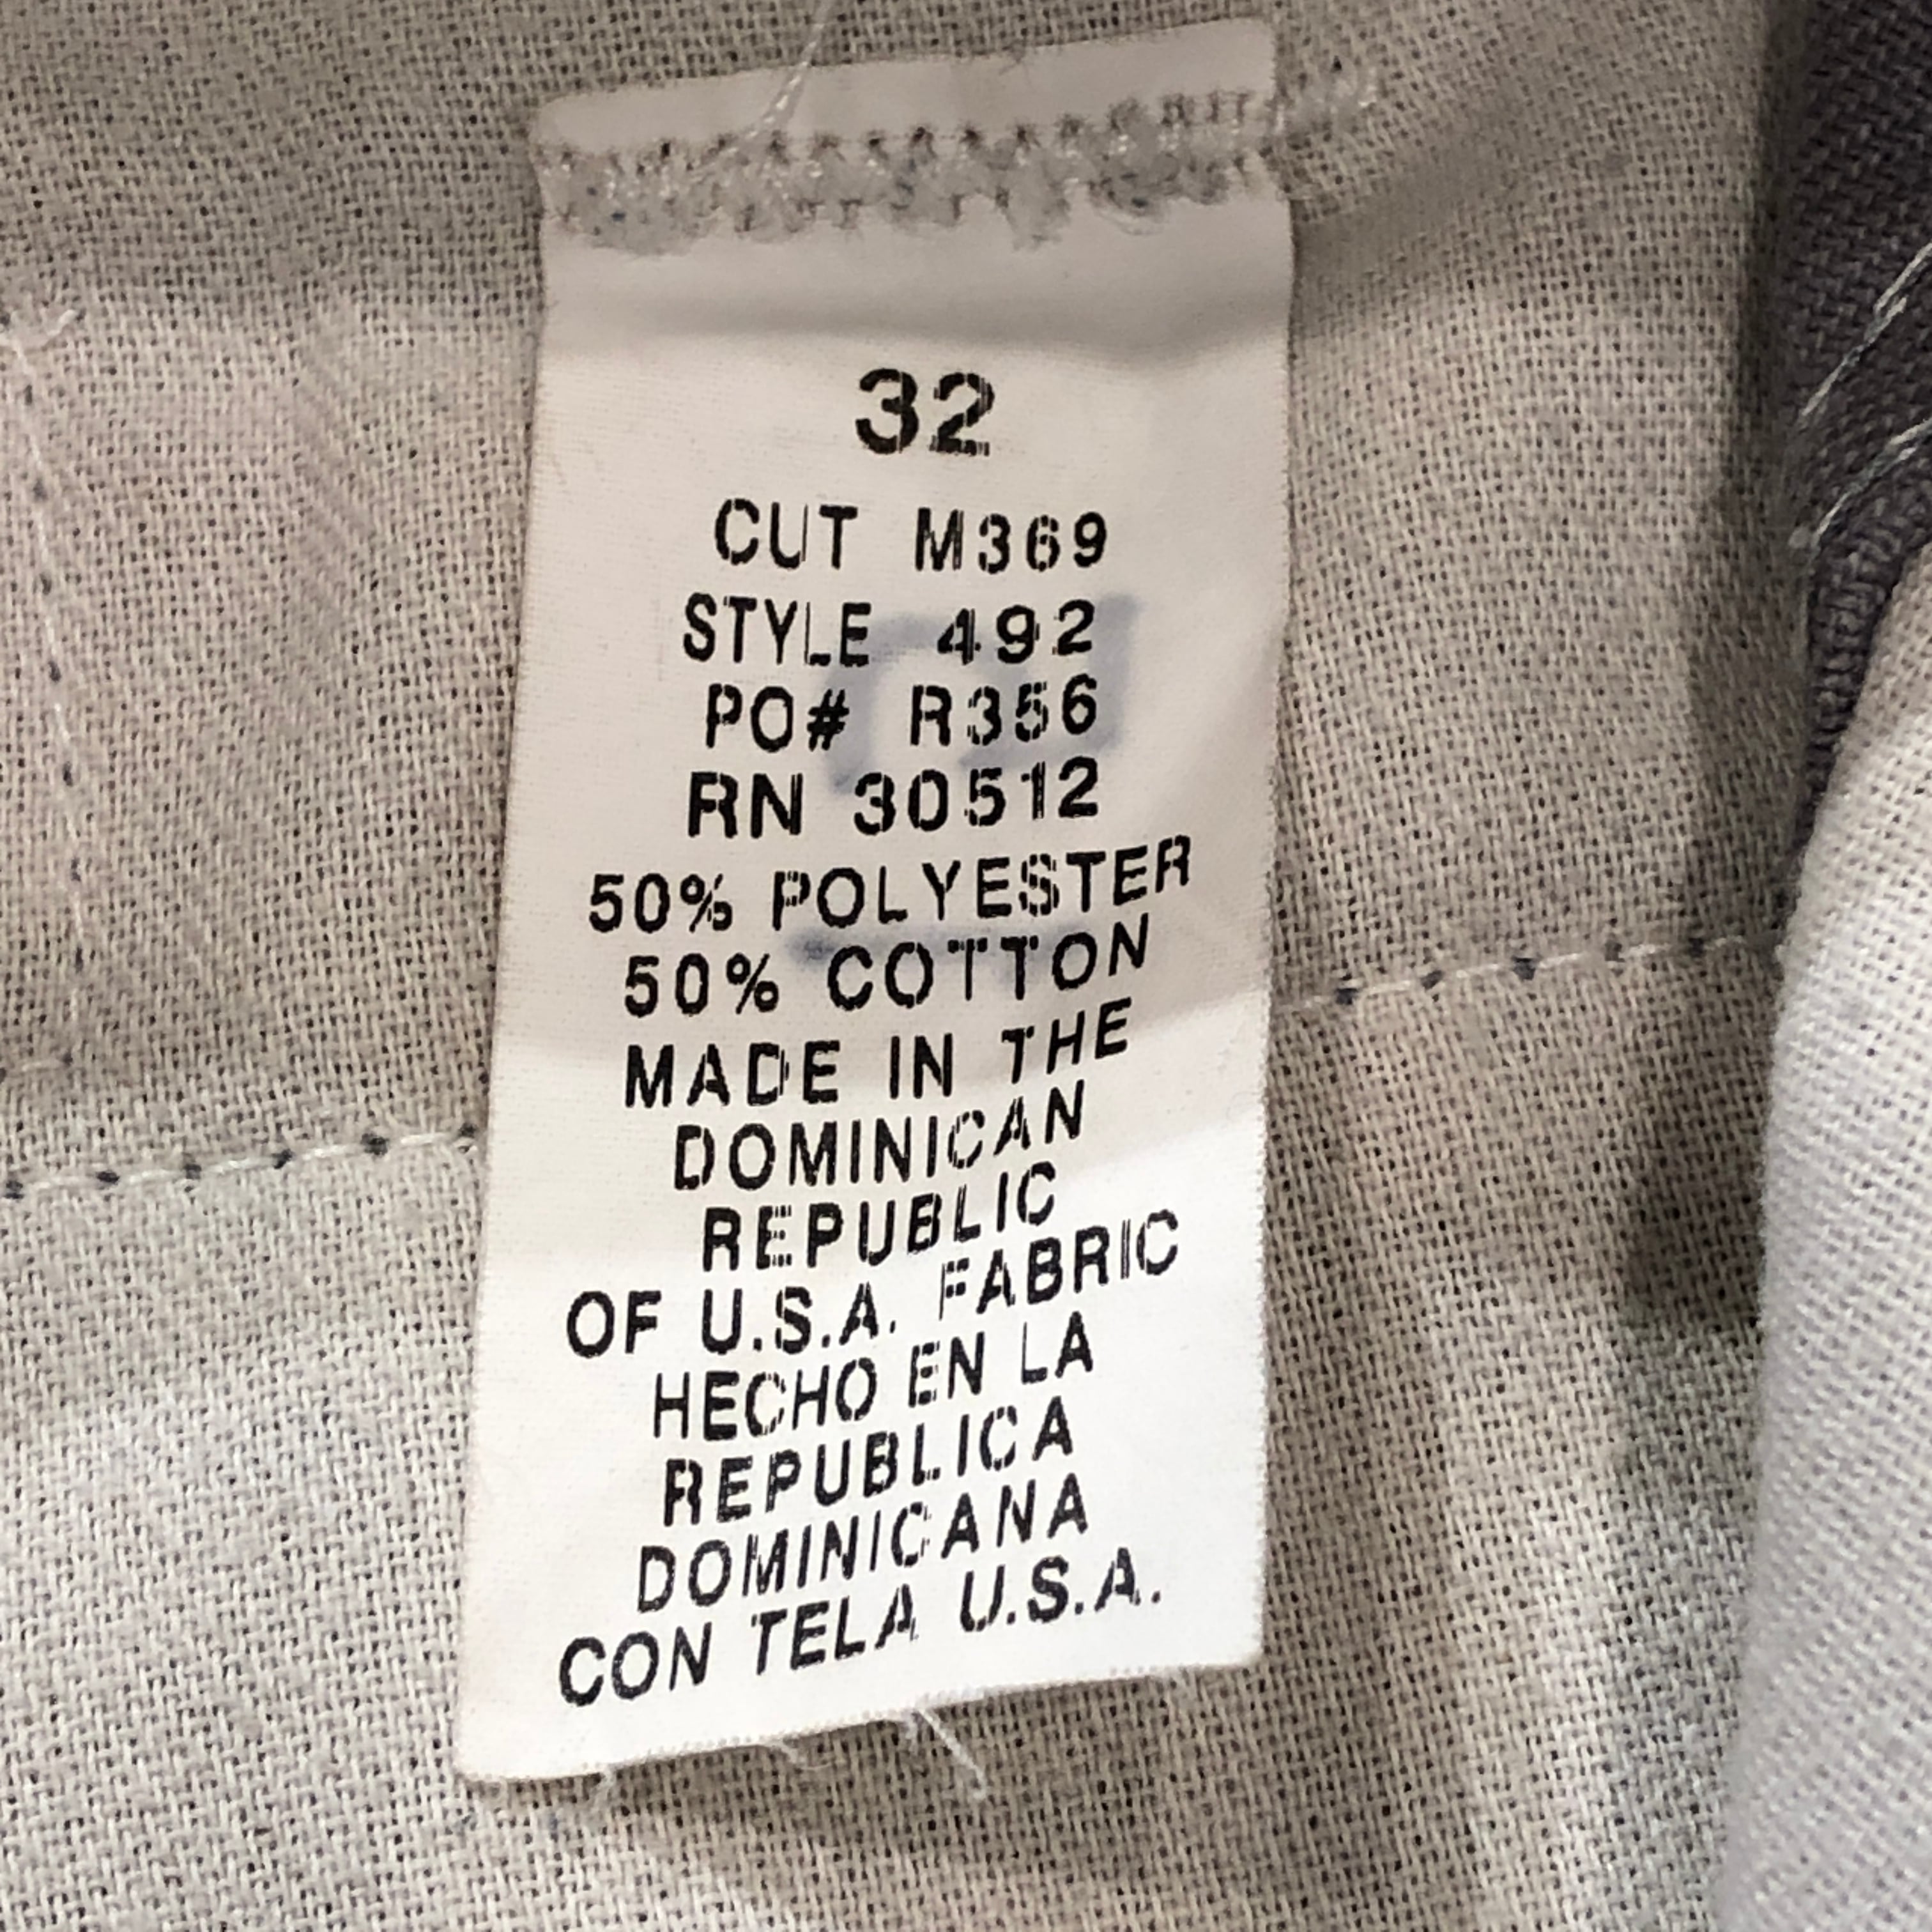 32
CUT M369
STYLE 492
PO# R356
RN 30512
50% POLYESTER
50% COTTON
MADE IN THE
DOMINICAN
REPUBLIC
OF U.S.A. FABRIC
HECHO EN LA
REPUBLICA
DOMINICANA
CON TELA U.S.A.